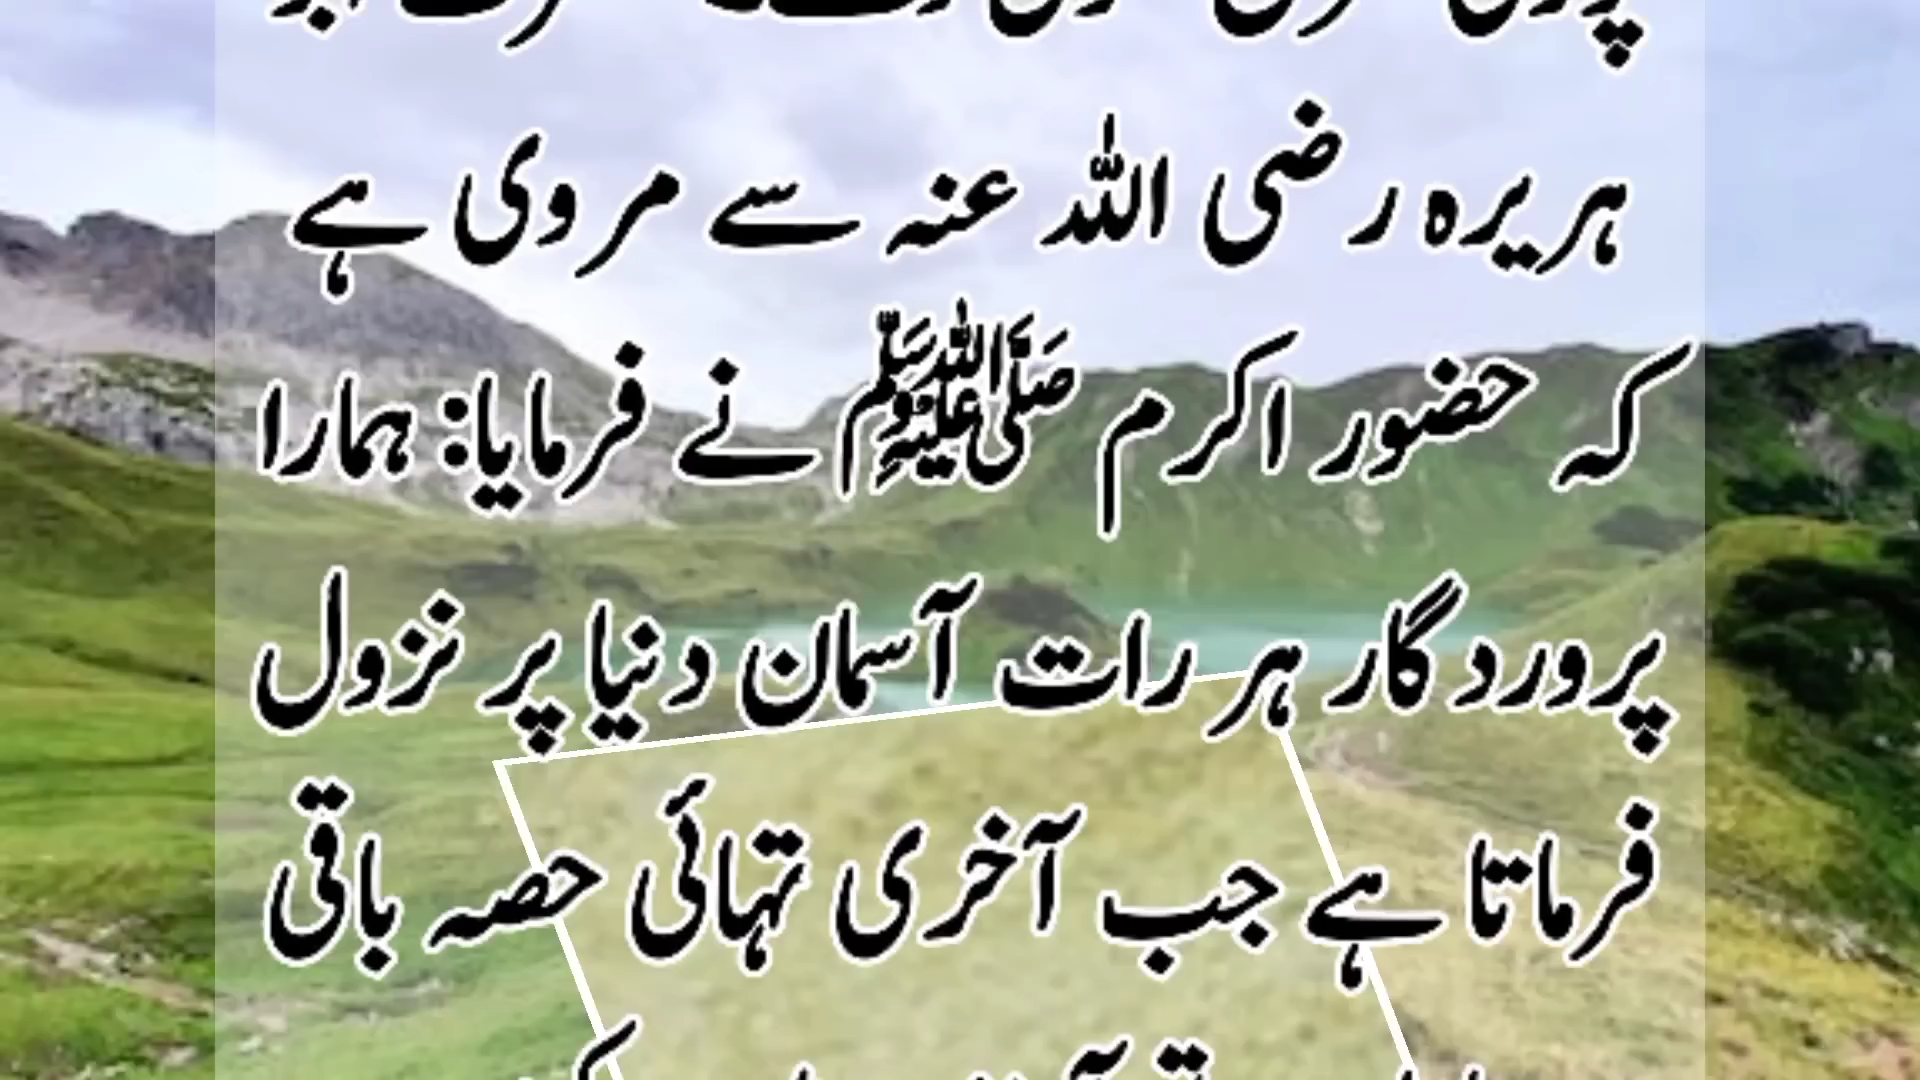 ہریرہ رضی اللہ عنہ سے مروی ہے
کہ حضور اکرم ﷺ نے فرمایا: ہمارا
پروردگار ہر رات آسمان دنیا پر نزول
فرماتا ہے جب آخری تہائی حصہ باقی